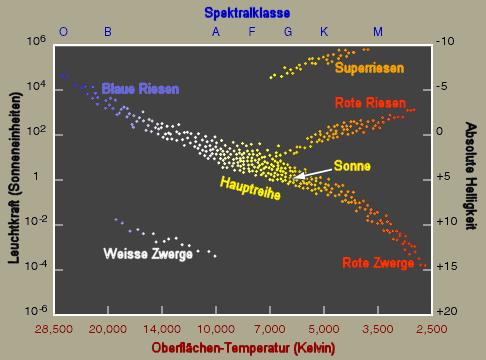 Spektralklasse
O B A F G K M
10⁶ -10
Superriesen
10⁴ Blaue Riesen -5
Rote Riesen
10² 0
Sonne
1 +5
Hauptreihe
10⁻² +10
Weisse Zwerge
Rote Zwerge
10⁻⁴ +15
10⁻⁶ +20
28,500 20,000 14,000 10,000 7,000 5,000 3,500 2,500
Oberflächen-Temperatur (Kelvin)
Leuchtkraft (Sonneneinheiten)
Absolute Helligkeit